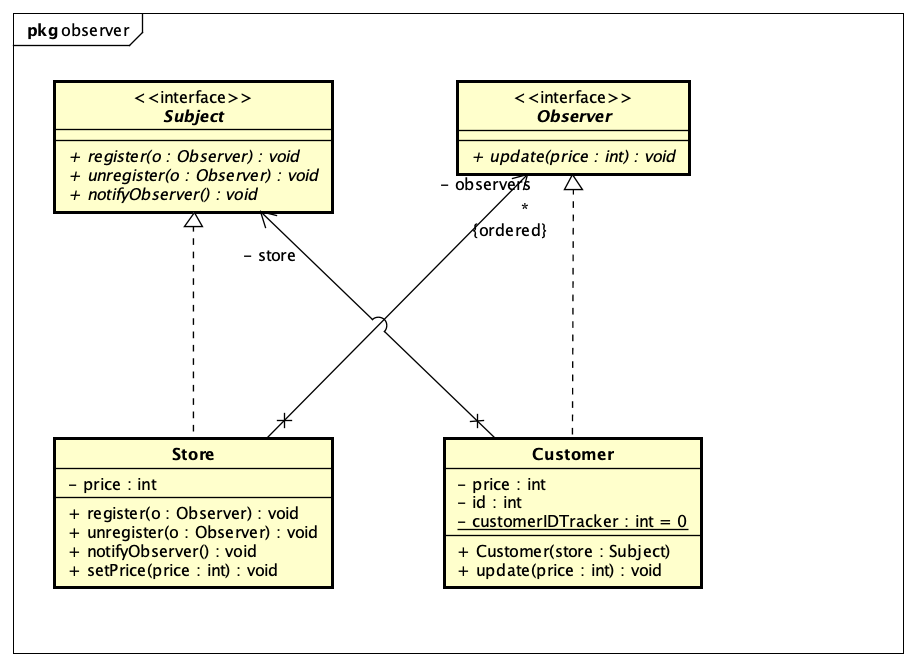 pkg observer
<<interface>>
Subject
+ register(o : Observer) : void
+ unregister(o : Observer) : void
+ notifyObserver() : void
<<interface>>
Observer
+ update(price : int) : void
- observers
*
{ordered}
- store
Store
- price : int
+ register(o : Observer) : void
+ unregister(o : Observer) : void
+ notifyObserver() : void
+ setPrice(price : int) : void
Customer
- price : int
- id : int
- customerIDTracker : int = 0
+ Customer(store : Subject)
+ update(price : int) : void